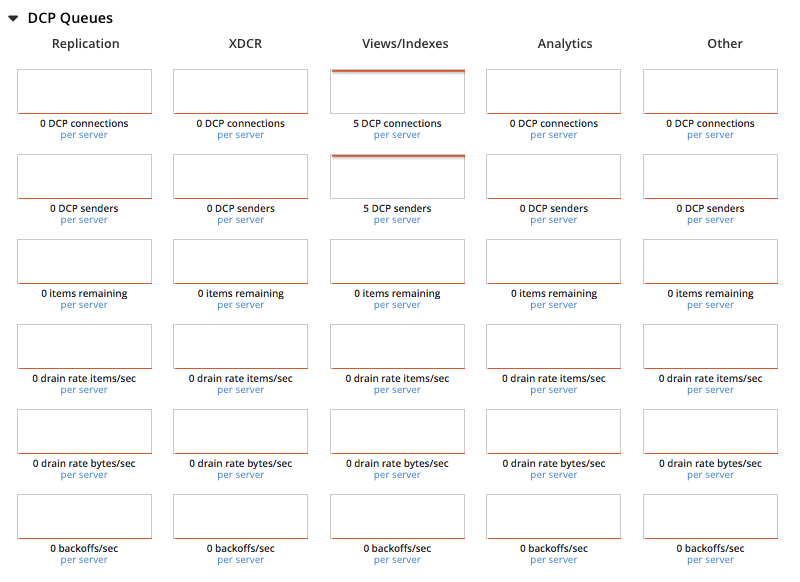 DCP Queues
Replication XDCR Views/Indexes Analytics Other
0 DCP connections 0 DCP connections 5 DCP connections 0 DCP connections 0 DCP connections
per server per server per server per server per server
0 DCP senders 0 DCP senders 5 DCP senders 0 DCP senders 0 DCP senders
per server per server per server per server per server
0 items remaining 0 items remaining 0 items remaining 0 items remaining 0 items remaining
per server per server per server per server per server
0 drain rate items/sec 0 drain rate items/sec 0 drain rate items/sec 0 drain rate items/sec 0 drain rate items/sec
per server per server per server per server per server
0 drain rate bytes/sec 0 drain rate bytes/sec 0 drain rate bytes/sec 0 drain rate bytes/sec 0 drain rate bytes/sec
per server per server per server per server per server
0 backoffs/sec 0 backoffs/sec 0 backoffs/sec 0 backoffs/sec 0 backoffs/sec
per server per server per server per server per server